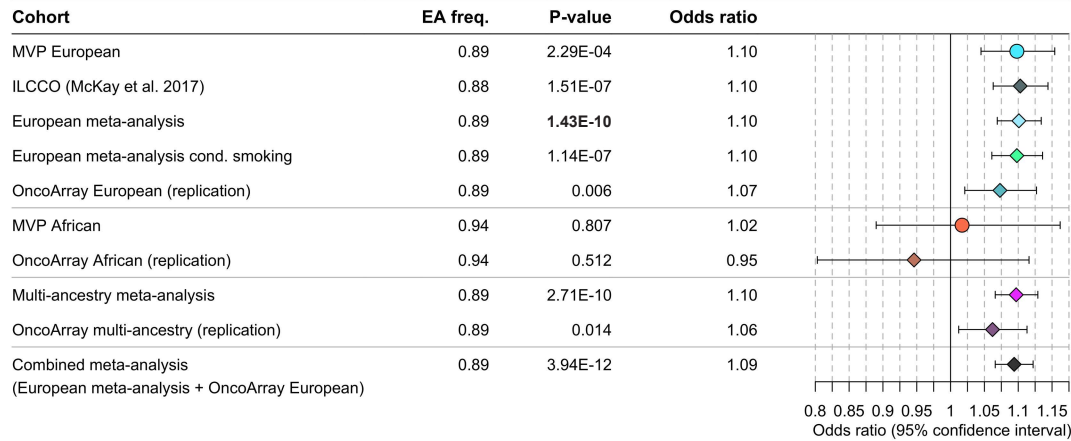 Cohort EA freq. P-value Odds ratio
MVP European 0.89 2.29E-04 1.10
ILCCO (McKay et al. 2017) 0.88 1.51E-07 1.10
European meta-analysis 0.89 1.43E-10 1.10
European meta-analysis cond. smoking 0.89 1.14E-07 1.10
OncoArray European (replication) 0.89 0.006 1.07
MVP African 0.94 0.807 1.02
OncoArray African (replication) 0.94 0.512 0.95
Multi-ancestry meta-analysis 0.89 2.71E-10 1.10
OncoArray multi-ancestry (replication) 0.89 0.014 1.06
Combined meta-analysis 0.89 3.94E-12 1.09
(European meta-analysis + OncoArray European)
0.8 0.85 0.9 0.95 1 1.05 1.1 1.15
Odds ratio (95% confidence interval)